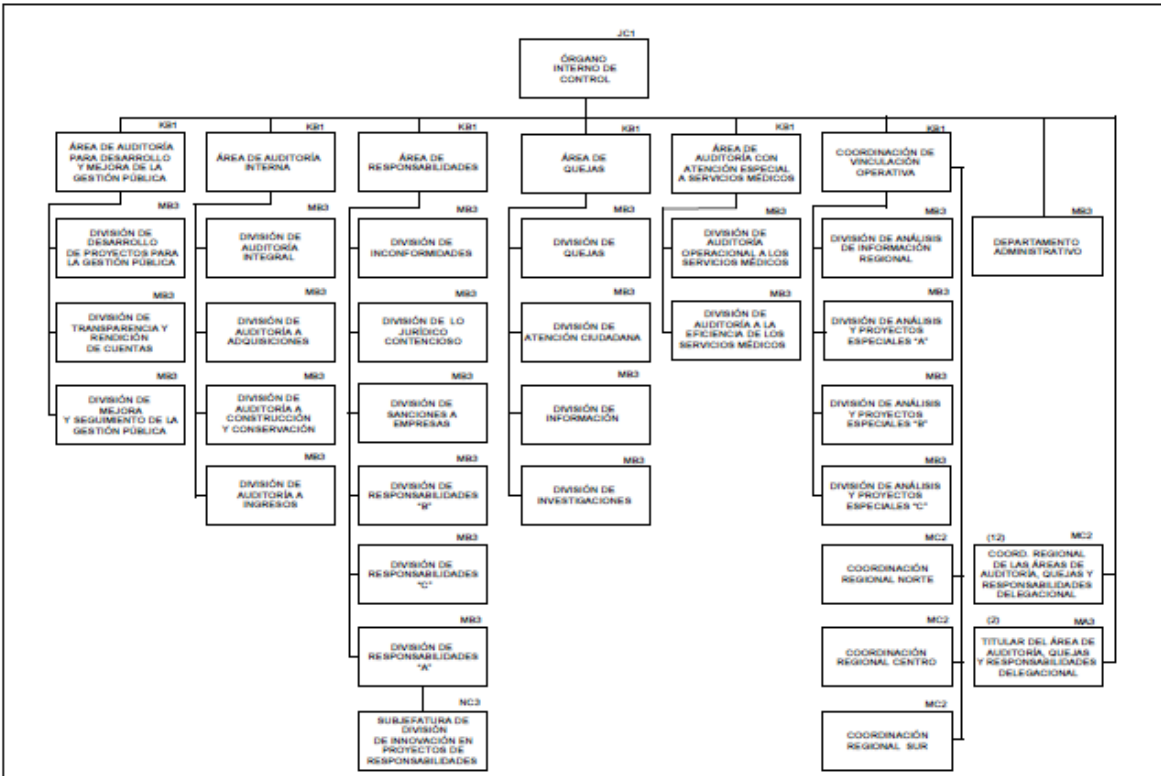 JC1
ÓRGANO
INTERNO DE
CONTROL
KB1
ÁREA DE AUDITORÍA
PARA DESARROLLO
Y MEJORA DE LA
GESTIÓN PÚBLICA
MB3
DIVISIÓN DE
DESARROLLO
DE PROYECTOS PARA
LA GESTIÓN PÚBLICA
MB3
DIVISIÓN DE
TRANSPARENCIA Y
RENDICIÓN
DE CUENTAS
MB3
DIVISIÓN DE
MEJORA
Y SEGUIMIENTO DE LA
GESTIÓN PÚBLICA
KB1
ÁREA DE AUDITORÍA
INTERNA
MB3
DIVISIÓN DE
AUDITORÍA
INTEGRAL
MB3
DIVISIÓN DE
AUDITORÍA A
ADQUISICIONES
MB3
DIVISIÓN DE
AUDITORÍA A
CONSTRUCCIÓN
Y CONSERVACIÓN
MB3
DIVISIÓN DE
AUDITORÍA A
INGRESOS
KB1
ÁREA DE
RESPONSABILIDADES
MB3
DIVISIÓN DE
INCONFORMIDADES
MB3
DIVISIÓN DE LO
JURÍDICO
CONTENCIOSO
MB3
DIVISIÓN DE
SANCIONES A
EMPRESAS
MB3
DIVISIÓN DE
RESPONSABILIDADES
"B"
MB3
DIVISIÓN DE
RESPONSABILIDADES
"C"
MB3
DIVISIÓN DE
RESPONSABILIDADES
"A"
NC3
SUBJEFATURA DE
DIVISIÓN
DE INNOVACIÓN EN
PROYECTOS DE
RESPONSABILIDADES
KB1
ÁREA DE
QUEJAS
MB3
DIVISIÓN DE
QUEJAS
MB3
DIVISIÓN DE
ATENCIÓN CIUDADANA
MB3
DIVISIÓN DE
INFORMACIÓN
MB3
DIVISIÓN DE
INVESTIGACIONES
KB1
ÁREA DE
AUDITORÍA CON
ATENCIÓN ESPECIAL
A SERVICIOS MÉDICOS
MB3
DIVISIÓN DE
AUDITORÍA
OPERACIONAL A LOS
SERVICIOS MÉDICOS
MB3
DIVISIÓN DE
AUDITORÍA A LA
EFICIENCIA DE LOS
SERVICIOS MÉDICOS
KB1
COORDINACIÓN DE
VINCULACIÓN
OPERATIVA
MB3
DIVISIÓN DE ANÁLISIS
DE INFORMACIÓN
REGIONAL
MB3
DIVISIÓN DE ANÁLISIS
Y PROYECTOS
ESPECIALES "A"
MB3
DIVISIÓN DE ANÁLISIS
Y PROYECTOS
ESPECIALES "B"
MB3
DIVISIÓN DE ANÁLISIS
Y PROYECTOS
ESPECIALES "C"
MC2
COORDINACIÓN
REGIONAL NORTE
MC2
COORDINACIÓN
REGIONAL CENTRO
MC2
COORDINACIÓN
REGIONAL SUR
MB3
DEPARTAMENTO
ADMINISTRATIVO
(12) MC2
COORD. REGIONAL
DE LAS ÁREAS DE
AUDITORÍA, QUEJAS Y
RESPONSABILIDADES
DELEGACIONAL
(2) MA3
TITULAR DEL ÁREA DE
AUDITORÍA, QUEJAS
Y RESPONSABILIDADES
DELEGACIONAL